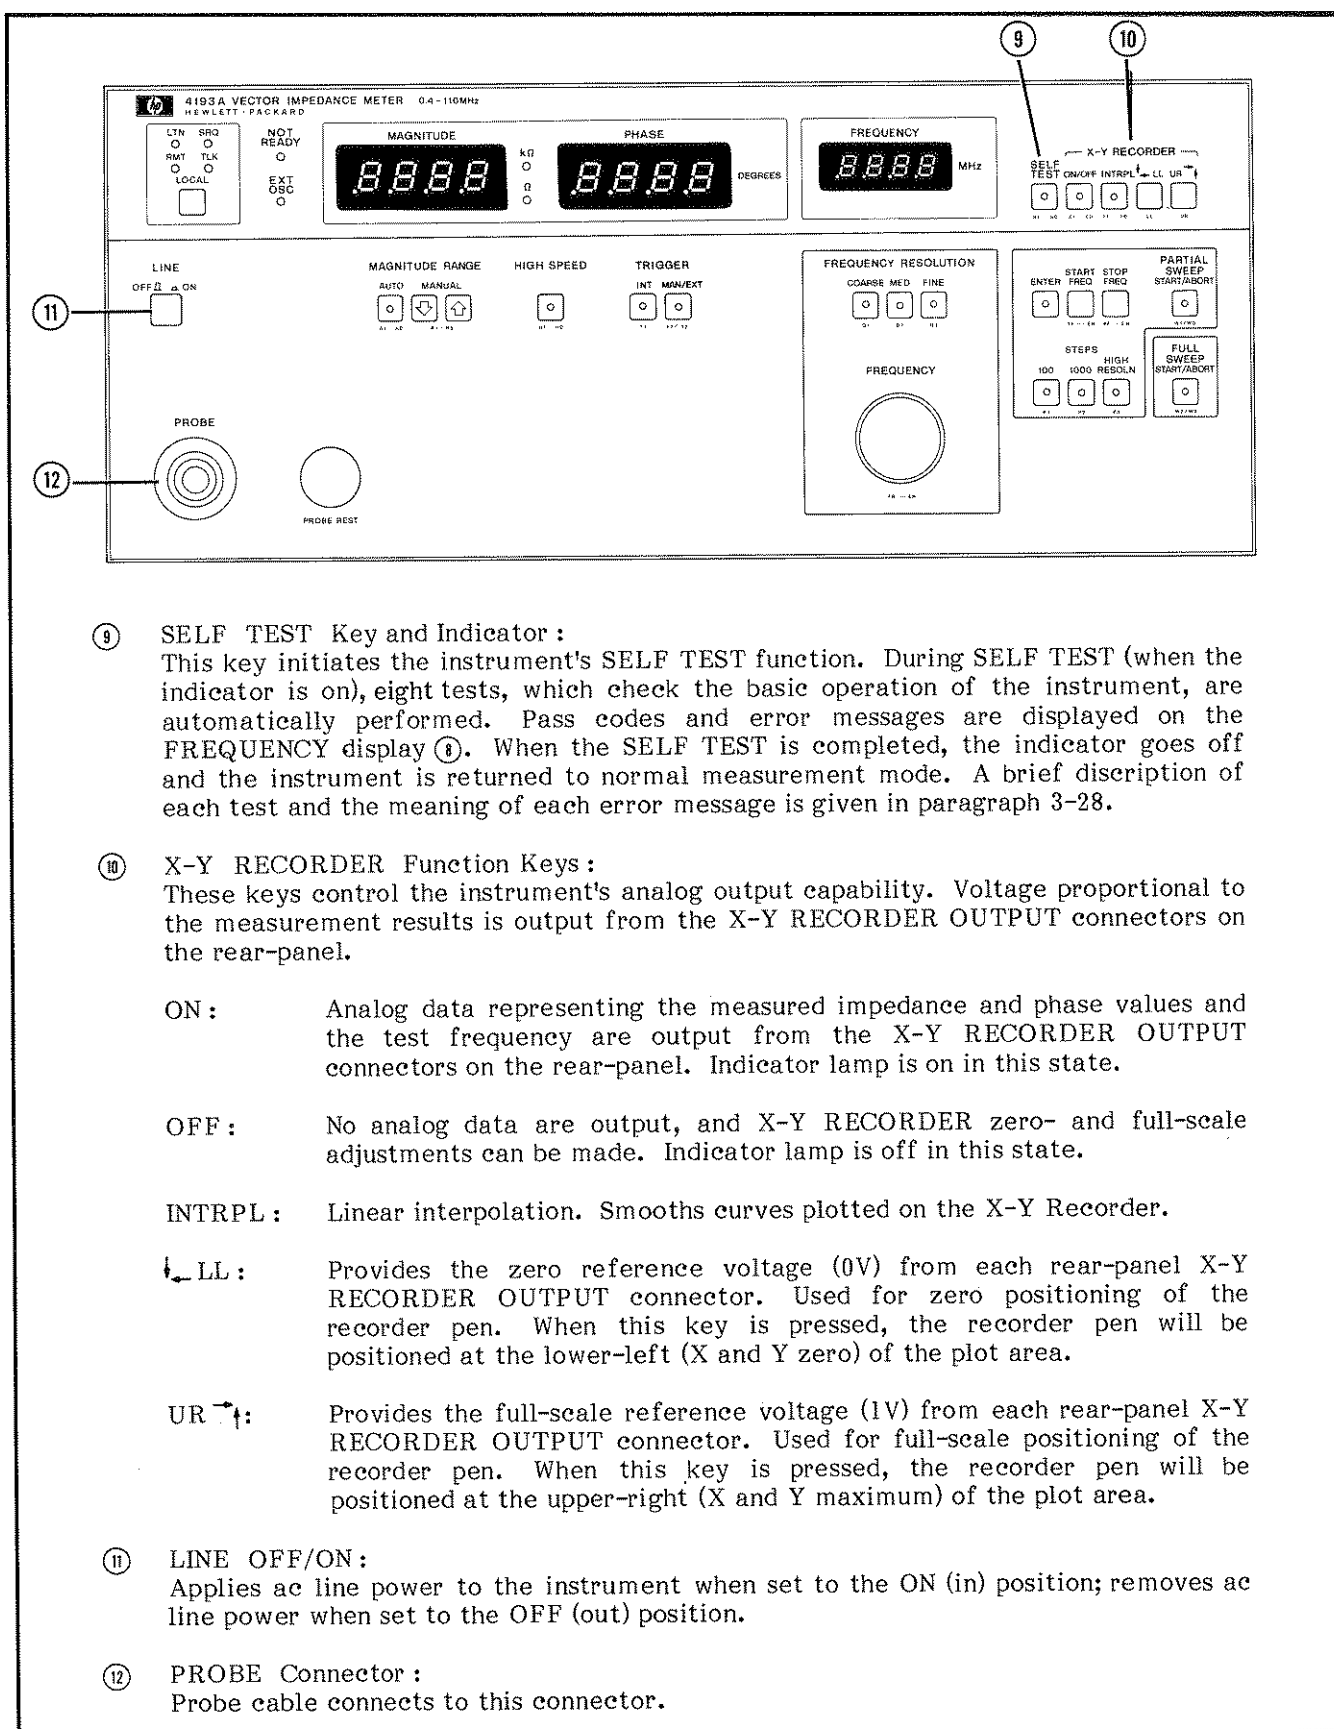 ⑨ ⑩
hp 4193A VECTOR IMPEDANCE METER 0.4-110MHz
HEWLETT·PACKARD
LTN SRQ
RMT TLK
LOCAL
NOT
READY
EXT
OSC
MAGNITUDE
8.8.8.8
kΩ
Ω
PHASE
8.8.8.8
DEGREES
FREQUENCY
8.8.8.8
MHz
X-Y RECORDER
SELF
TEST ON/OFF INTRPL LL UR
LL UR
LINE
OFF ON
⑪
MAGNITUDE RANGE
AUTO MANUAL
HIGH SPEED
TRIGGER
INT MAN/EXT
FREQUENCY RESOLUTION
COARSE MED FINE
FREQUENCY
ENTER
START FREQ
STOP FREQ
PARTIAL
SWEEP
START/ABORT
STEPS
100 1000 HIGH RESOLN
FULL
SWEEP
START/ABORT
PROBE
⑫
PROBE REST
⑨ SELF TEST Key and Indicator :
This key initiates the instrument's SELF TEST function. During SELF TEST (when the
indicator is on), eight tests, which check the basic operation of the instrument, are
automatically performed. Pass codes and error messages are displayed on the
FREQUENCY display ⑧. When the SELF TEST is completed, the indicator goes off
and the instrument is returned to normal measurement mode. A brief discription of
each test and the meaning of each error message is given in paragraph 3-28.
⑩ X-Y RECORDER Function Keys :
These keys control the instrument's analog output capability. Voltage proportional to
the measurement results is output from the X-Y RECORDER OUTPUT connectors on
the rear-panel.
ON : Analog data representing the measured impedance and phase values and
the test frequency are output from the X-Y RECORDER OUTPUT
connectors on the rear-panel. Indicator lamp is on in this state.
OFF : No analog data are output, and X-Y RECORDER zero- and full-scale
adjustments can be made. Indicator lamp is off in this state.
INTRPL : Linear interpolation. Smooths curves plotted on the X-Y Recorder.
LL : Provides the zero reference voltage (0V) from each rear-panel X-Y
RECORDER OUTPUT connector. Used for zero positioning of the
recorder pen. When this key is pressed, the recorder pen will be
positioned at the lower-left (X and Y zero) of the plot area.
UR : Provides the full-scale reference voltage (1V) from each rear-panel X-Y
RECORDER OUTPUT connector. Used for full-scale positioning of the
recorder pen. When this key is pressed, the recorder pen will be
positioned at the upper-right (X and Y maximum) of the plot area.
⑪ LINE OFF/ON :
Applies ac line power to the instrument when set to the ON (in) position; removes ac
line power when set to the OFF (out) position.
⑫ PROBE Connector :
Probe cable connects to this connector.